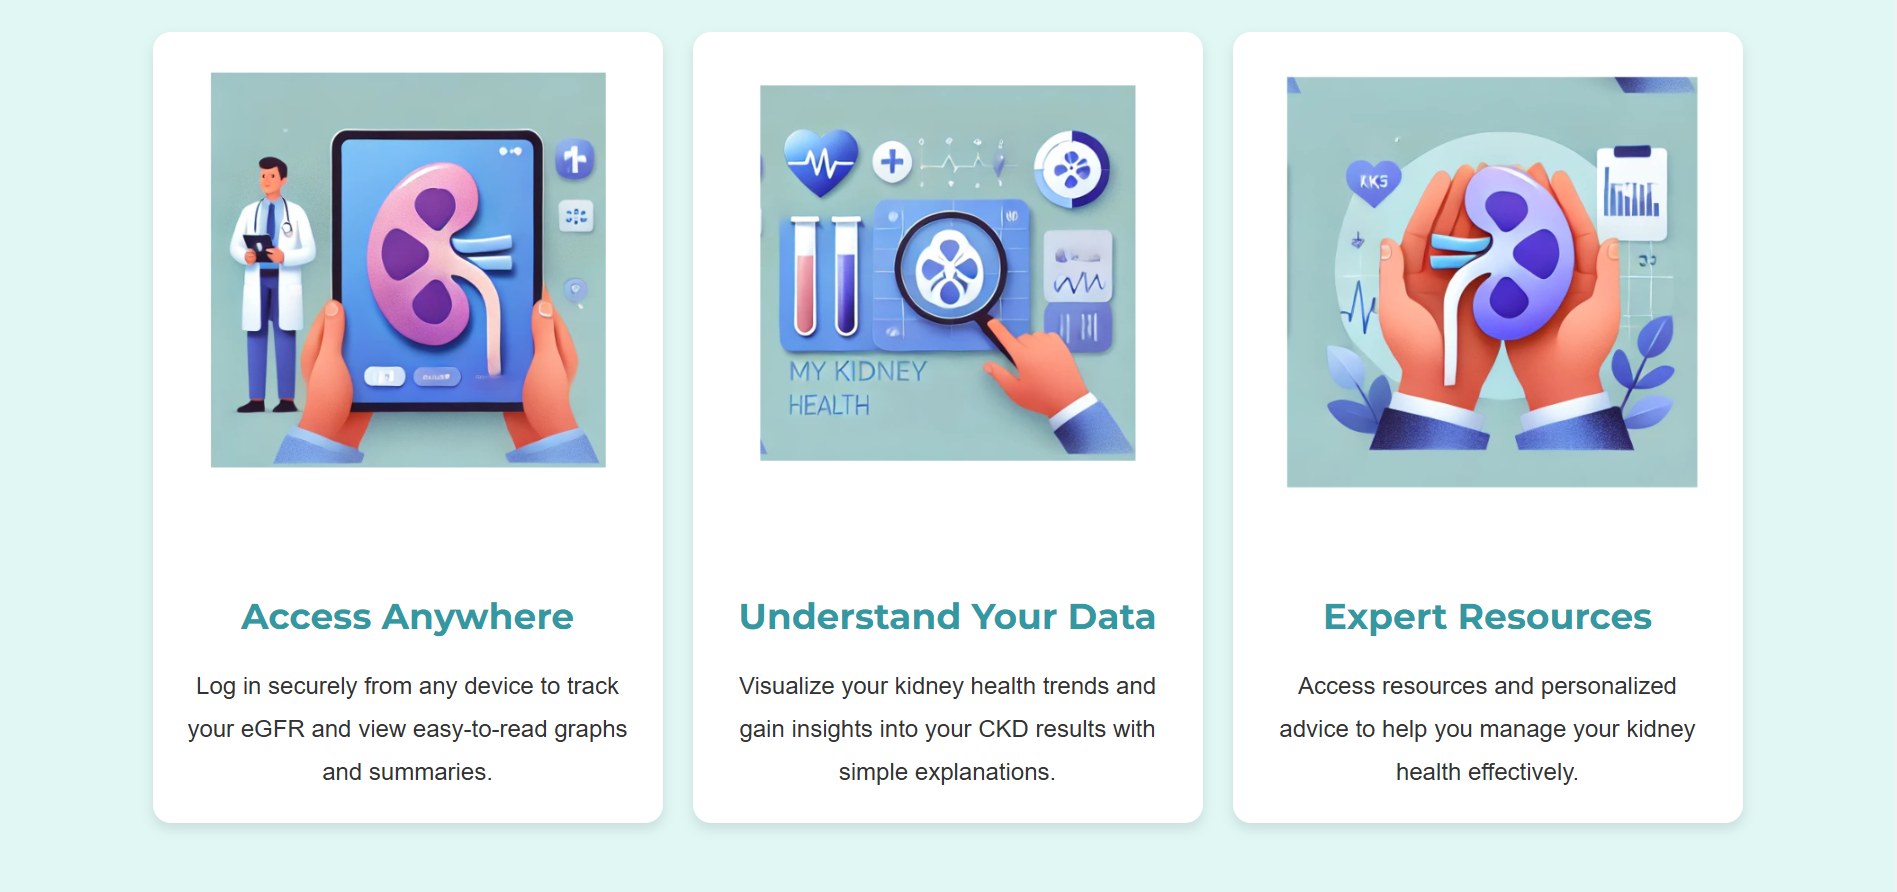 KKS
MY KIDNEY
HEALTH
Access Anywhere
Log in securely from any device to track
your eGFR and view easy-to-read graphs
and summaries.
Understand Your Data
Visualize your kidney health trends and
gain insights into your CKD results with
simple explanations.
Expert Resources
Access resources and personalized
advice to help you manage your kidney
health effectively.